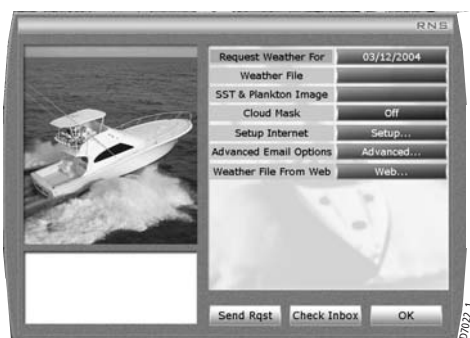 RNS
Request Weather For 03/12/2004
Weather File
SST & Plankton Image
Cloud Mask Off
Setup Internet Setup...
Advanced Email Options Advanced...
Weather File From Web Web...
Send Rqst Check Inbox OK
D7022_1